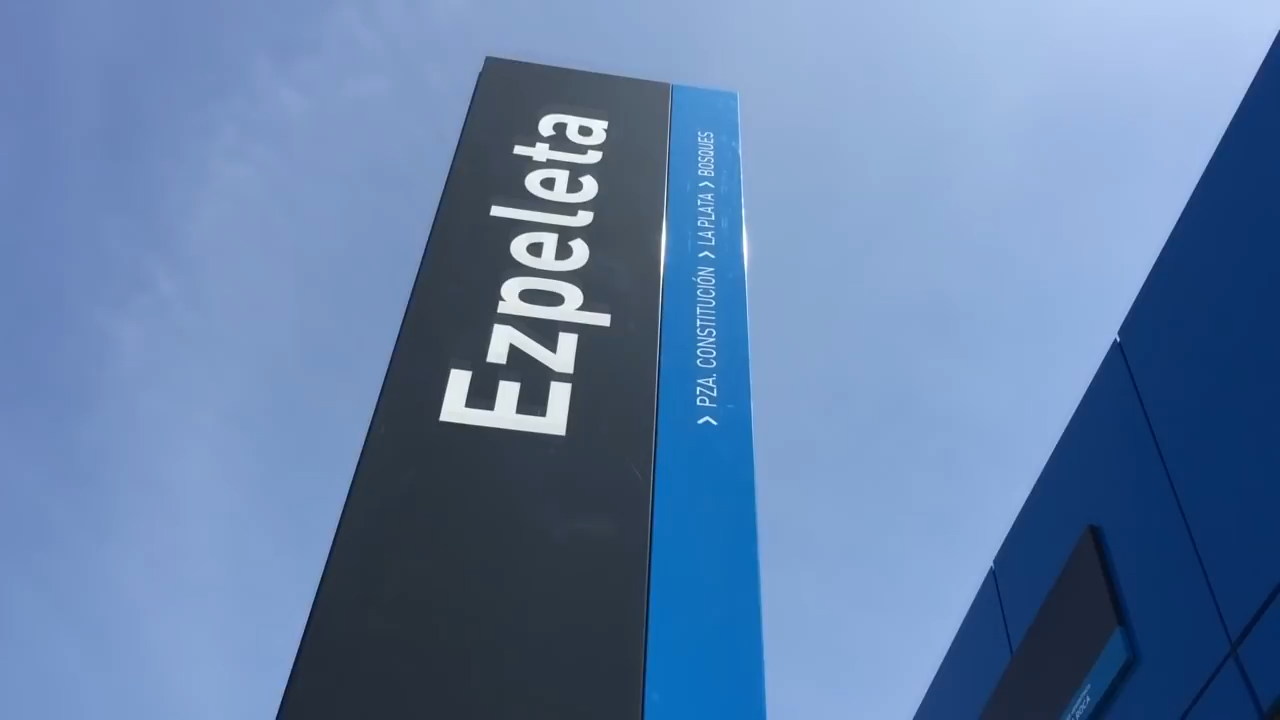 Ezpeleta
› PZA. CONSTITUCIÓN › LA PLATA › BOSQUES